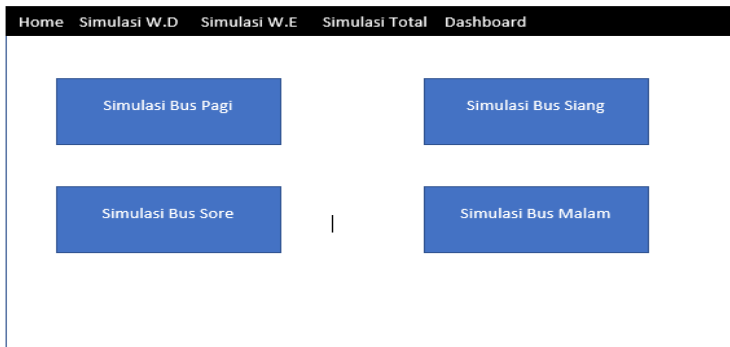 Home Simulasi W.D Simulasi W.E Simulasi Total Dashboard
Simulasi Bus Pagi
Simulasi Bus Siang
Simulasi Bus Sore
Simulasi Bus Malam